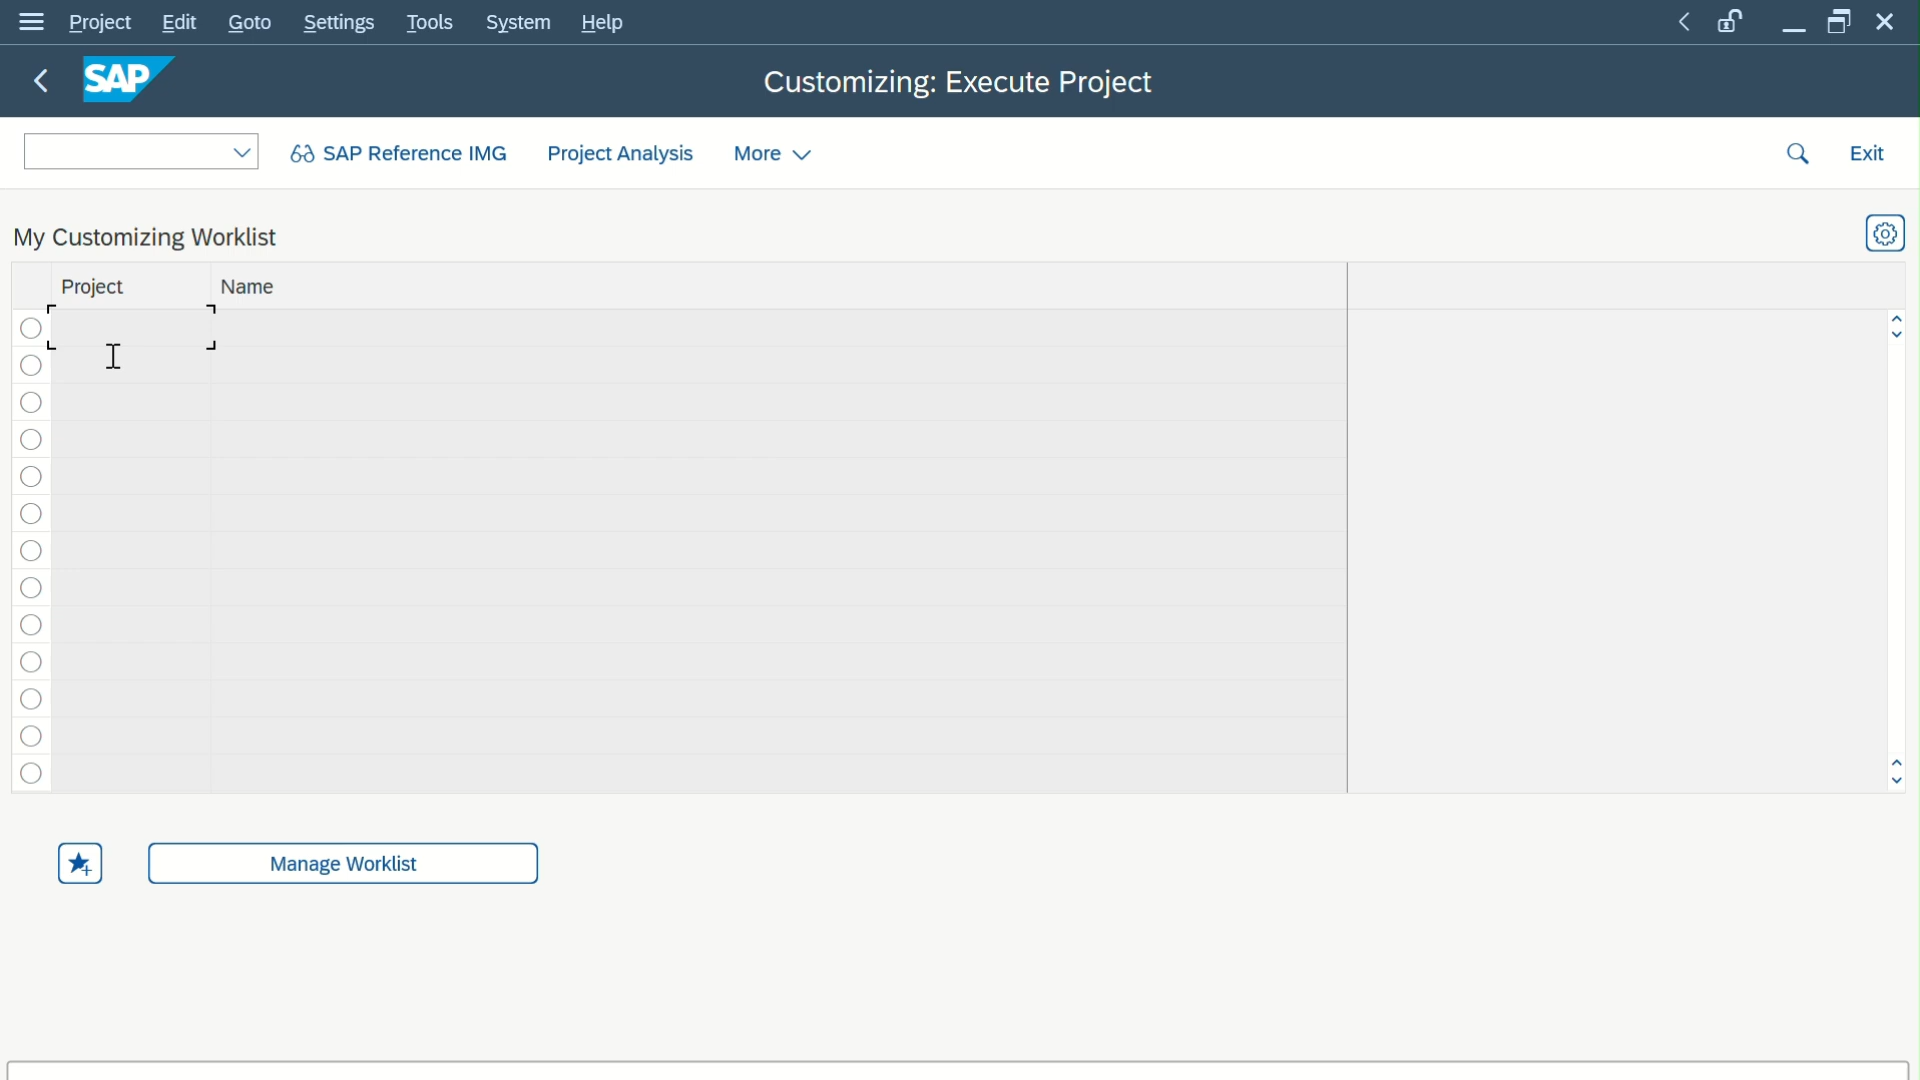 Project Edit Goto Settings Tools System Help
SAP Customizing: Execute Project
SAP Reference IMG Project Analysis More Exit
My Customizing Worklist
Project Name
Manage Worklist